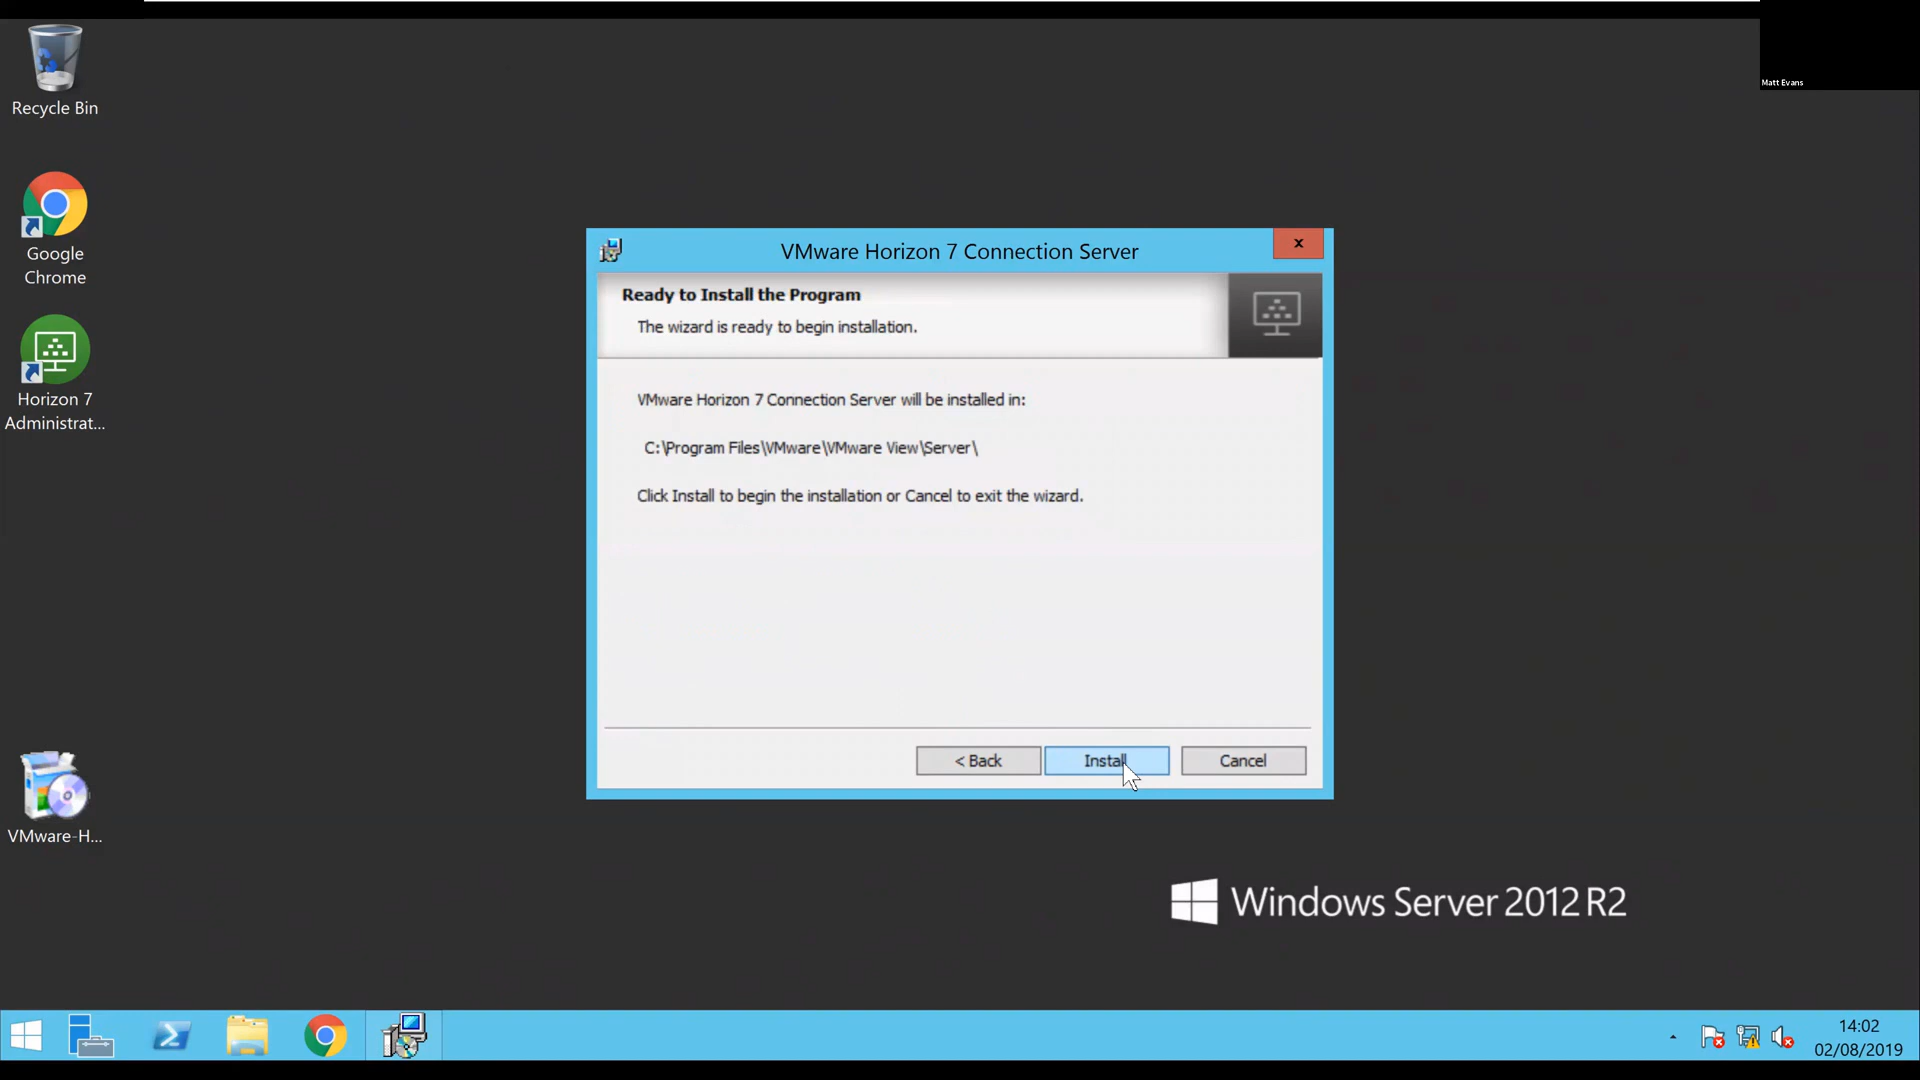 Matt Evans
Recycle Bin
Google
Chrome
Horizon 7
Administrat...
VMware-H...
VMware Horizon 7 Connection Server
x
Ready to Install the Program
The wizard is ready to begin installation.
VMware Horizon 7 Connection Server will be installed in:
C:\Program Files\VMware\VMware View\Server\
Click Install to begin the installation or Cancel to exit the wizard.
< Back
Install
Cancel
Windows Server 2012 R2
14:02
02/08/2019